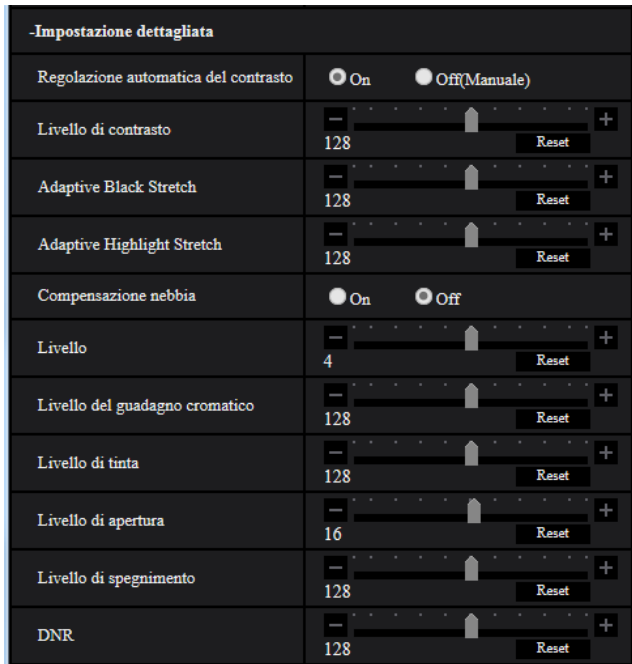 -Impostazione dettagliata
Regolazione automatica del contrasto On Off(Manuale)
Livello di contrasto − +
128 Reset
Adaptive Black Stretch − +
128 Reset
Adaptive Highlight Stretch − +
128 Reset
Compensazione nebbia On Off
Livello − +
4 Reset
Livello del guadagno cromatico − +
128 Reset
Livello di tinta − +
128 Reset
Livello di apertura − +
16 Reset
Livello di spegnimento − +
128 Reset
DNR − +
128 Reset